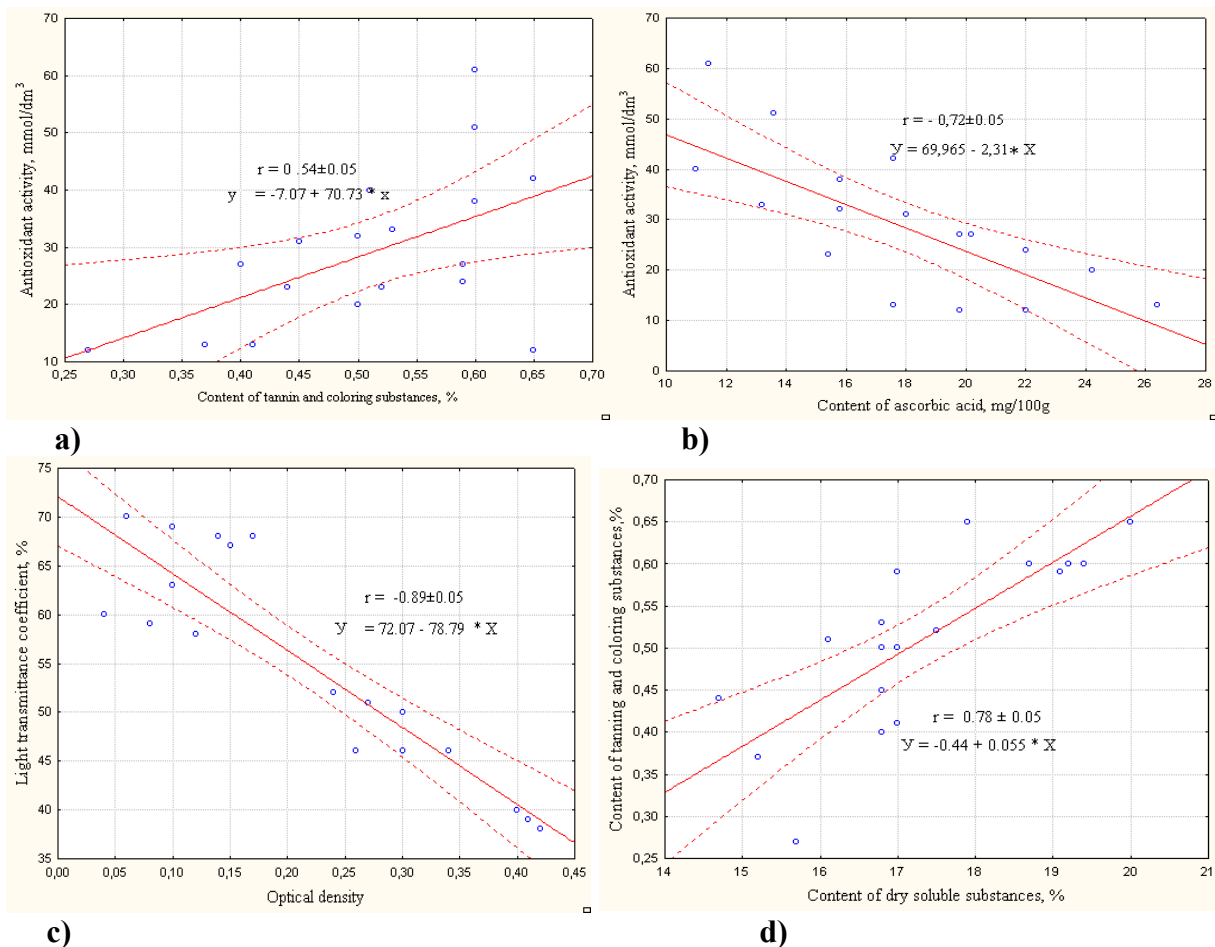 70
60
50
40
30
20
10
Antioxidant activity, mmol/dm³
r = 0 .54±0.05
y = -7.07 + 70.73 * x
0,25 0,30 0,35 0,40 0,45 0,50 0,55 0,60 0,65 0,70
Content of tannin and coloring substances, %
a)
70
60
50
40
30
20
10
0
Antioxidant activity, mmol/dm³
r = - 0,72±0.05
У = 69,965 - 2,31* X
10 12 14 16 18 20 22 24 26 28
Content of ascorbic acid, mg/100g
b)
75
70
65
60
55
50
45
40
35
Light transmittance coefficient, %
r = -0.89±0.05
У = 72.07 - 78.79 * X
0,00 0,05 0,10 0,15 0,20 0,25 0,30 0,35 0,40 0,45
Optical density
c)
0,70
0,65
0,60
0,55
0,50
0,45
0,40
0,35
0,30
0,25
Content of tanning and coloring substances,%
r = 0.78 ± 0.05
У = -0.44 + 0.055 * X
14 15 16 17 18 19 20 21
Content of dry soluble substances, %
d)